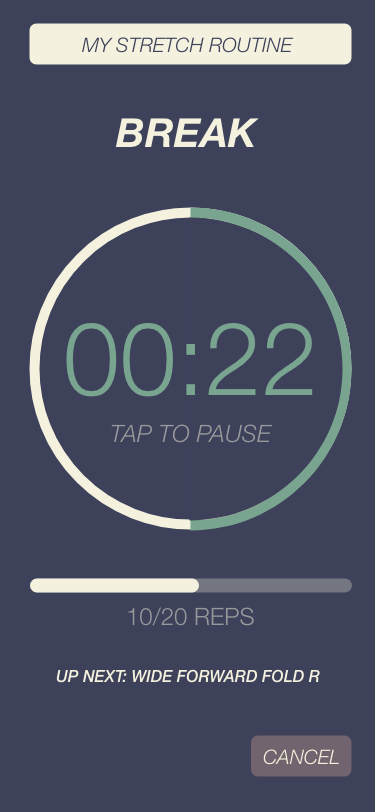 MY STRETCH ROUTINE
BREAK
00:22
TAP TO PAUSE
10/20 REPS
UP NEXT: WIDE FORWARD FOLD R
CANCEL